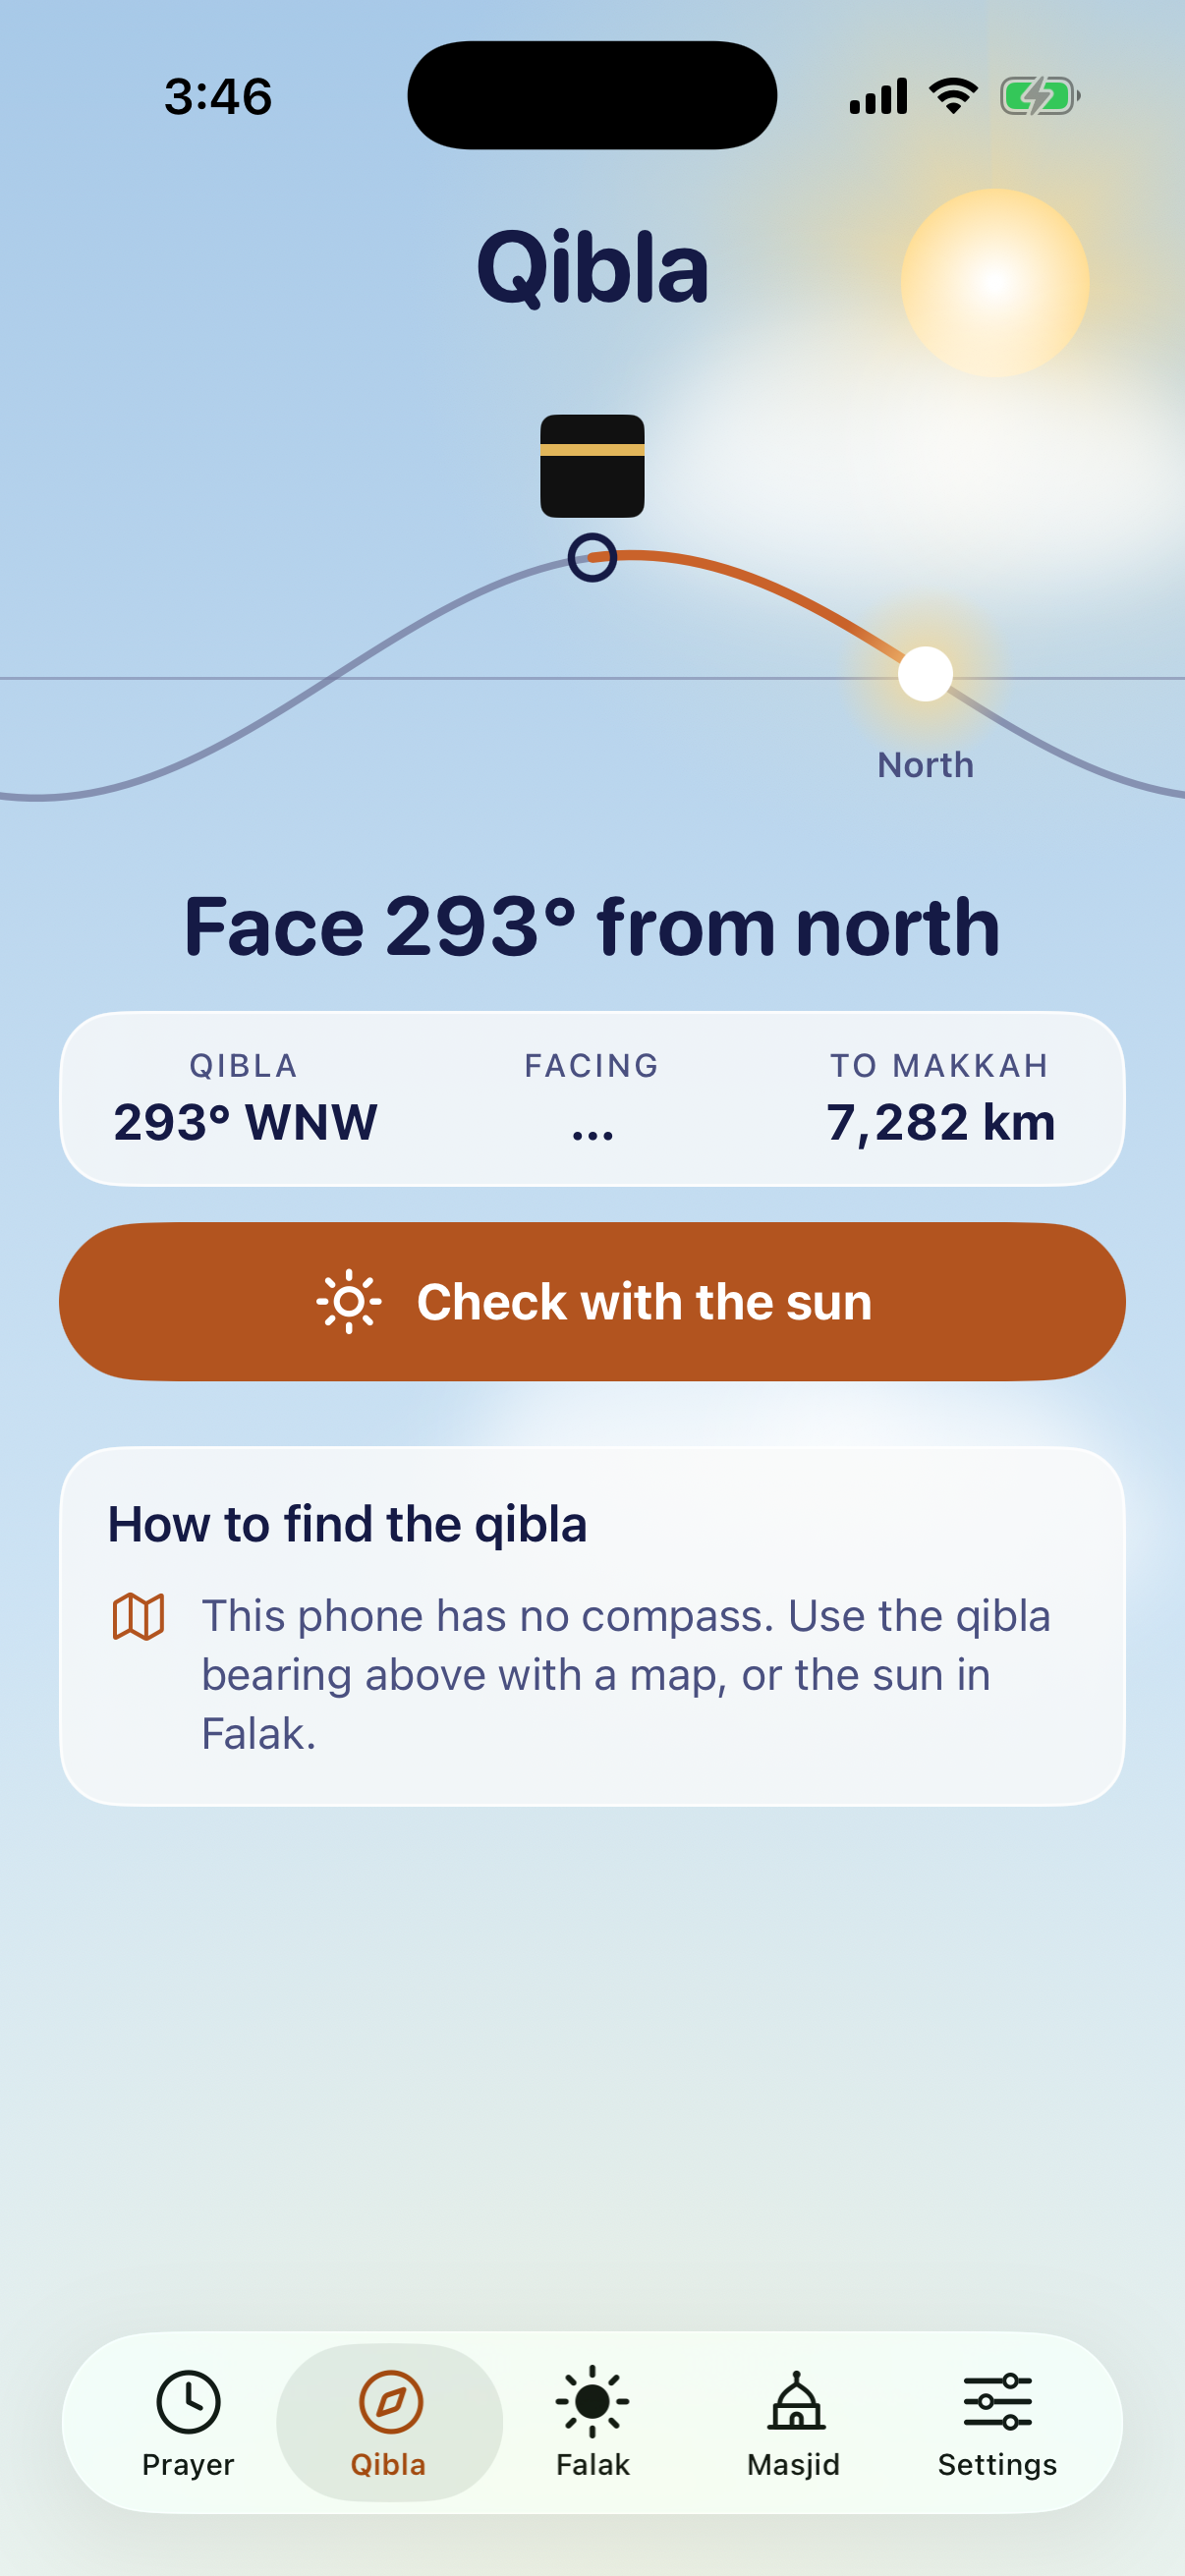 3:46
Qibla
North
Face 293° from north
QIBLA
293° WNW
FACING
...
TO MAKKAH
7,282 km
Check with the sun
How to find the qibla
This phone has no compass. Use the qibla
bearing above with a map, or the sun in
Falak.
Prayer
Qibla
Falak
Masjid
Settings